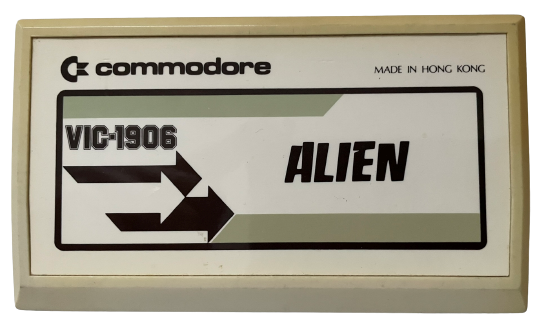 commodore
MADE IN HONG KONG
VIC-1906
ALIEN